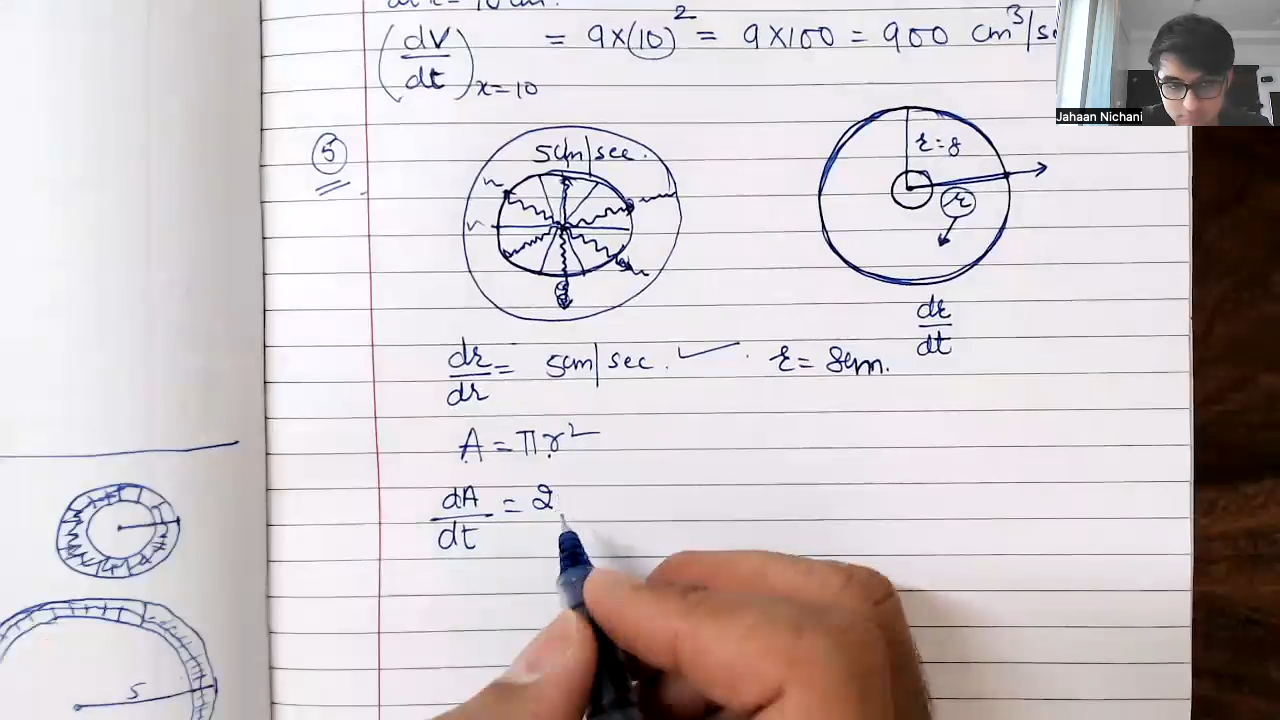 (dV/dt)x=10 = 9×(10)² = 9×100 = 900 cm³/se
Jahaan Nichani
5
5cm/sec.
r=8
r
dr/dt
dr/dr = 5cm/sec. r = 8cm.
A = πr²
dA/dt = 2
5